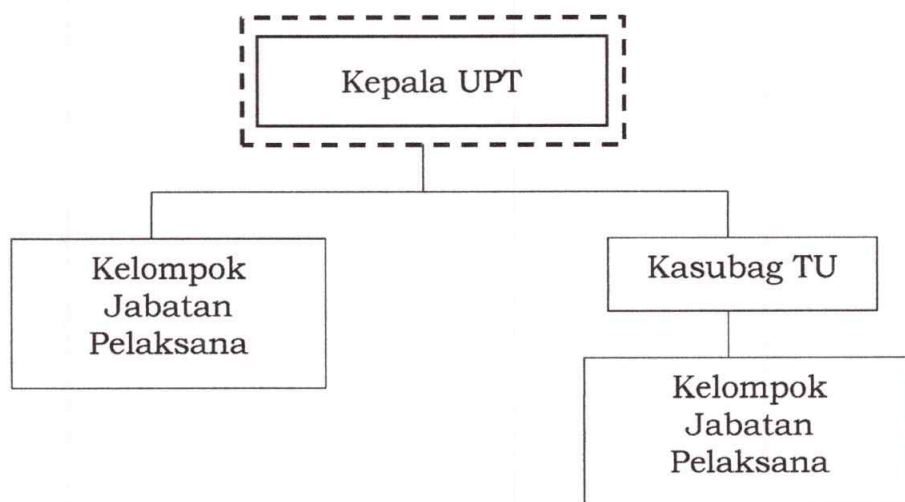 Kepala UPT
Kelompok
Jabatan
Pelaksana
Kasubag TU
Kelompok
Jabatan
Pelaksana